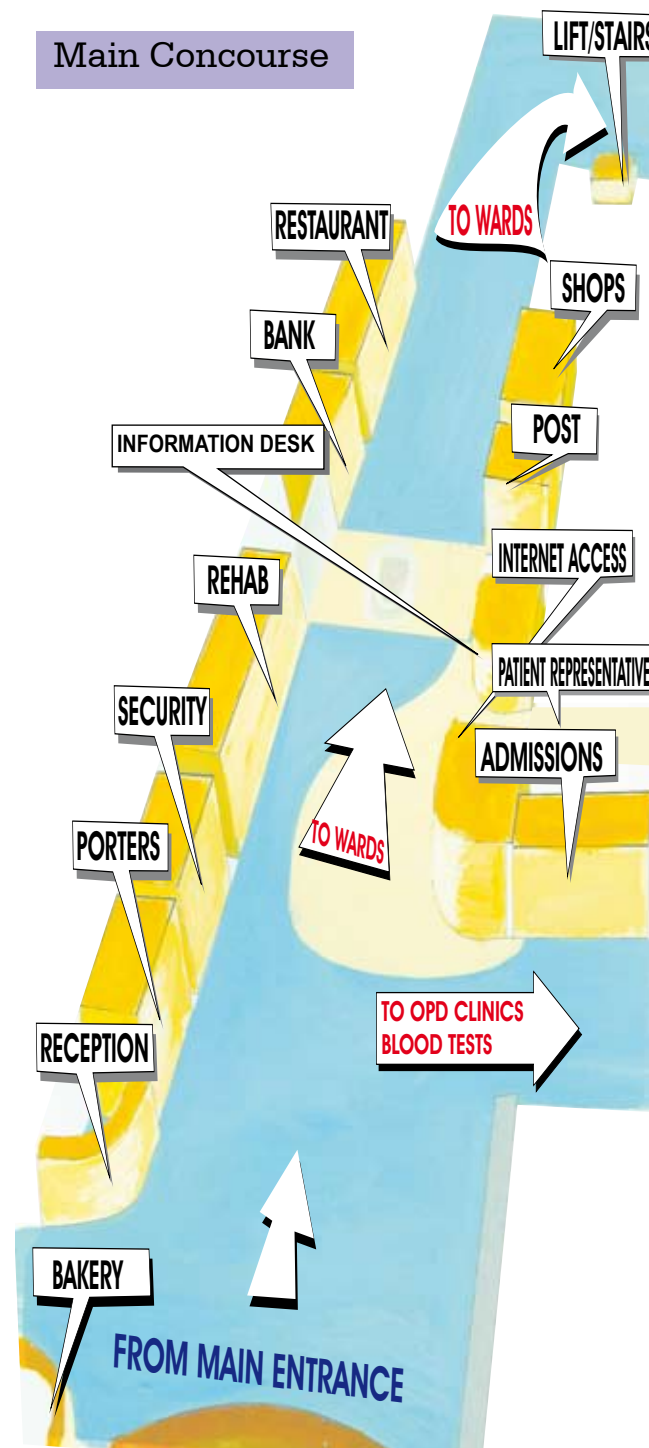 Main Concourse
LIFT/STAIRS
TO WARDS
RESTAURANT
SHOPS
BANK
POST
INFORMATION DESK
INTERNET ACCESS
REHAB
PATIENT REPRESENTATIVE
SECURITY
ADMISSIONS
TO WARDS
PORTERS
TO OPD CLINICS
BLOOD TESTS
RECEPTION
BAKERY
FROM MAIN ENTRANCE